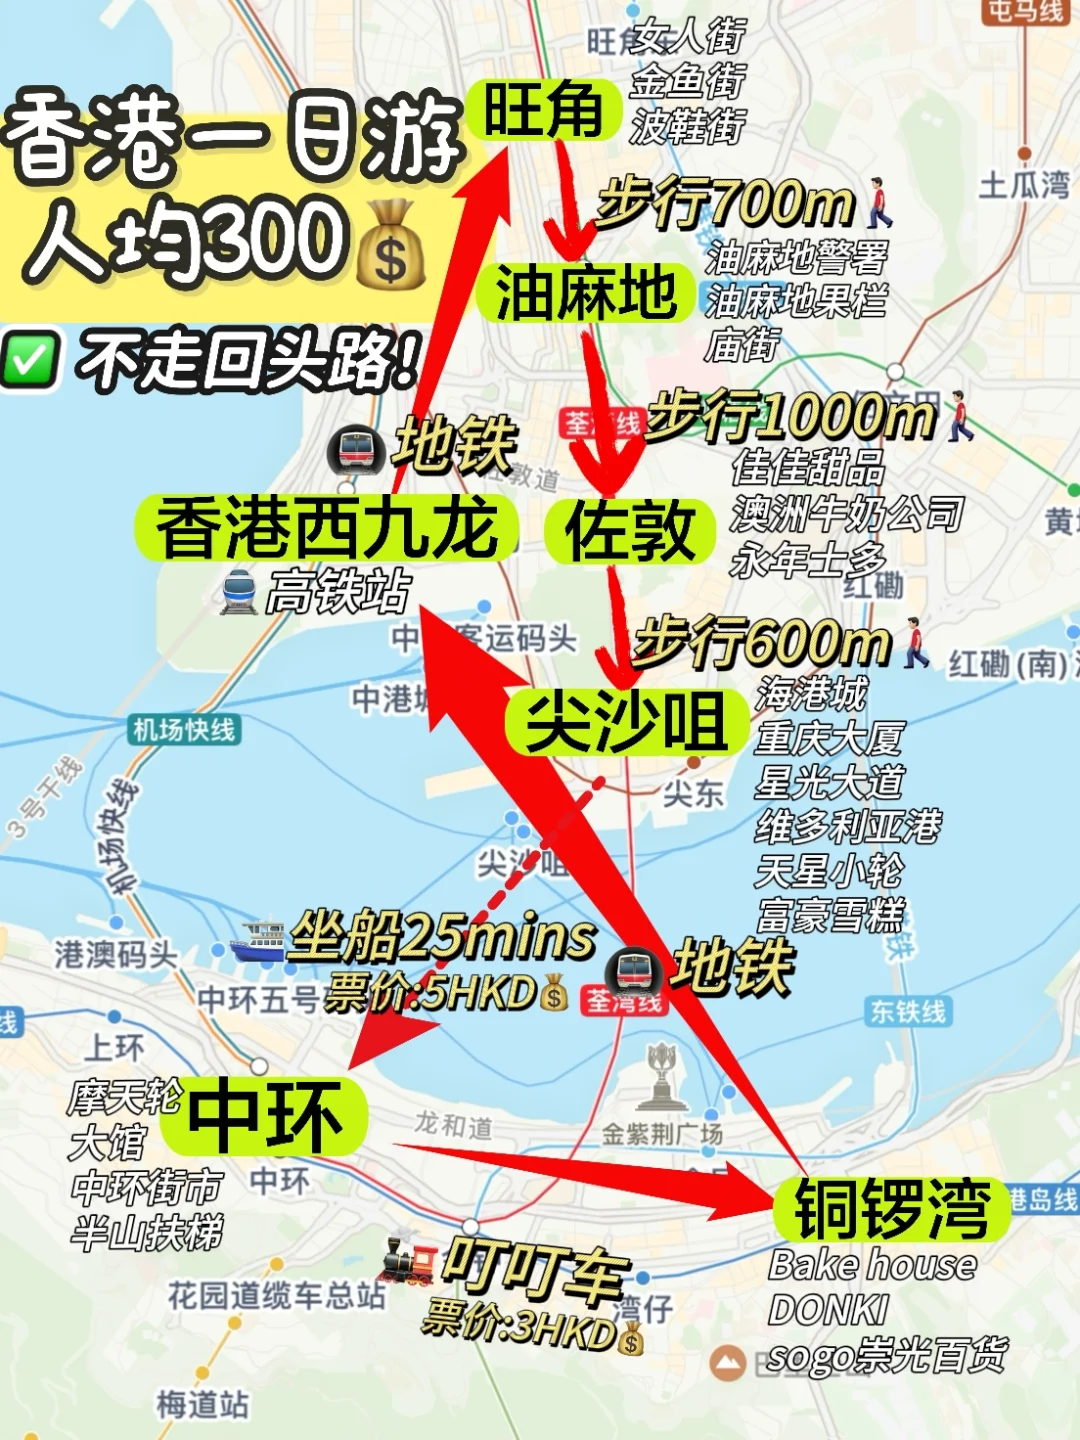 屯马线
女人街
金鱼街
波鞋街
旺角
香港一日游
人均300
不走回头路!
步行700m
土瓜湾
油麻地警署
油麻地果栏
庙街
油麻地
步行1000m
地铁
佳佳甜品
澳洲牛奶公司
永年士多
香港西九龙
佐敦
高铁站
红磡
步行600m
红磡(南)
尖沙咀
海港城
重庆大厦
星光大道
维多利亚港
天星小轮
富豪雪糕
机场快线
3号干线
机场快线
尖东
尖沙咀
坐船25mins
票价:5HKD
地铁
荃湾线
港澳码头
东铁线
上环
中环
摩天轮
大馆
中环街市
半山扶梯
中环
龙和道
金紫荆广场
铜锣湾
港岛线
Bake house
DONKI
sogo崇光百货
叮叮车
票价:3HKD
湾仔
花园道缆车总站
梅道站